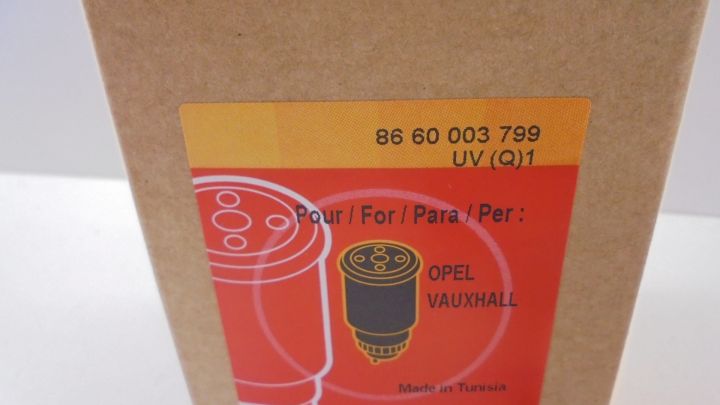 86 60 003 799
UV (Q)1
Pour / For / Para / Per :
OPEL
VAUXHALL
Made in Tunisia